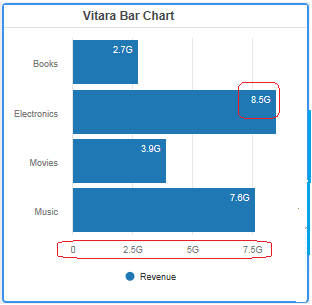 Vitara Bar Chart
Books 2.7G
Electronics 8.5G
Movies 3.9G
Music 7.6G
0 2.5G 5G 7.5G
Revenue